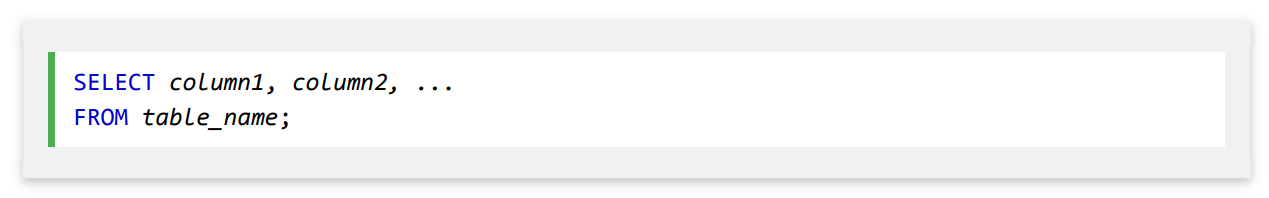 SELECT column1, column2, ...
FROM table_name;